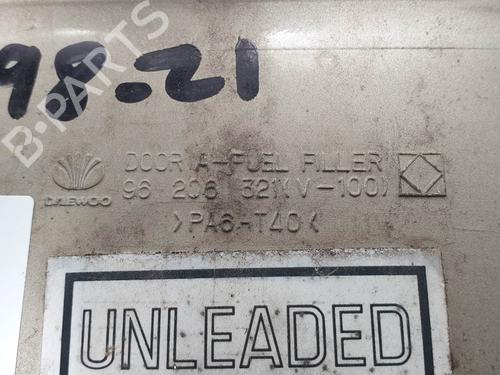 98-21
B-PARTS
DOOR A-FUEL FILLER
96 206 321(V-100)
DAEWOO
>PA6-T40<
UNLEADED